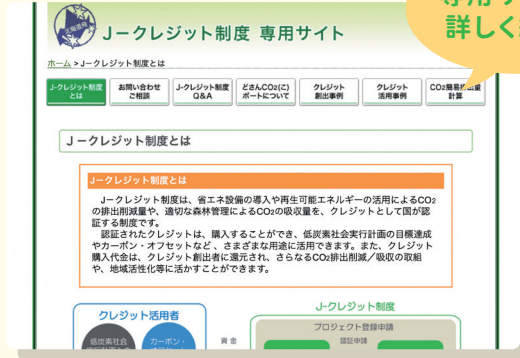 専用サ
詳しく
北海道
J-クレジット制度 専用サイト
ホーム > J-クレジット制度とは
J-クレジット制度
とは
お問い合わせ
ご相談
J-クレジット制度
Q&A
どさんCO2(こ)
ポートについて
クレジット
創出事例
クレジット
活用事例
CO2簡易排出量
計算
J-クレジット制度とは
J-クレジット制度とは
J-クレジット制度は、省エネ設備の導入や再生可能エネルギーの活用によるCO2
の排出削減量や、適切な森林管理によるCO2の吸収量を、クレジットとして国が認
証する制度です。
認証されたクレジットは、購入することができ、低炭素社会実行計画の目標達成
やカーボン・オフセットなど、さまざまな用途に活用できます。また、クレジット
購入代金は、クレジット創出者に還元され、さらなるCO2排出削減／吸収の取組
や、地域活性化等に活かすことができます。
クレジット活用者
低炭素社会
カーボン・
資 金
J-クレジット制度
プロジェクト登録申請
認証申請